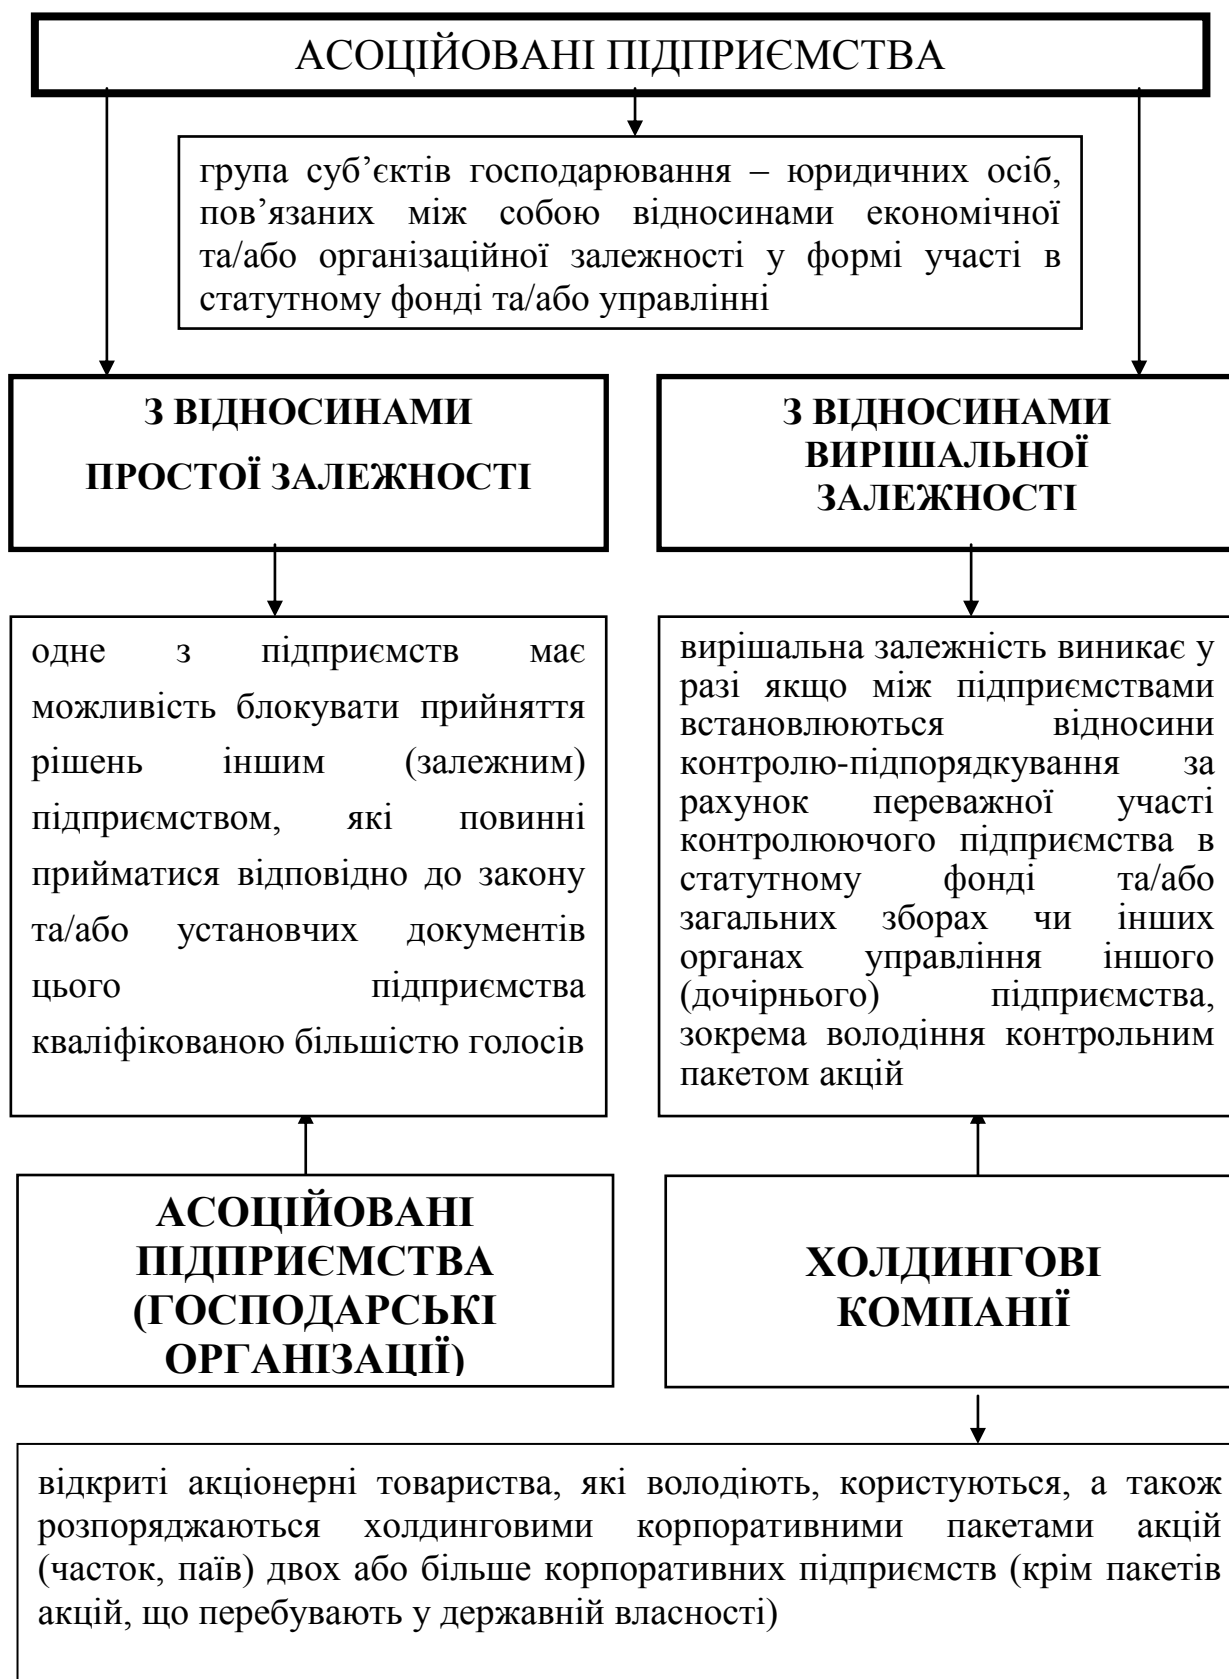 АСОЦІЙОВАНІ ПІДПРИЄМСТВА
група суб’єктів господарювання – юридичних осіб,
пов’язаних між собою відносинами економічної
та/або організаційної залежності у формі участі в
статутному фонді та/або управлінні
З ВІДНОСИНАМИ
ПРОСТОЇ ЗАЛЕЖНОСТІ
З ВІДНОСИНАМИ
ВИРІШАЛЬНОЇ
ЗАЛЕЖНОСТІ
одне з підприємств має
можливість блокувати прийняття
рішень іншим (залежним)
підприємством, які повинні
прийматися відповідно до закону
та/або установчих документів
цього підприємства
кваліфікованою більшістю голосів
вирішальна залежність виникає у
разі якщо між підприємствами
встановлюються відносини
контролю-підпорядкування за
рахунок переважної участі
контролюючого підприємства в
статутному фонді та/або
загальних зборах чи інших
органах управління іншого
(дочірнього) підприємства,
зокрема володіння контрольним
пакетом акцій
АСОЦІЙОВАНІ
ПІДПРИЄМСТВА
(ГОСПОДАРСЬКІ
ОРГАНІЗАЦІЇ)
ХОЛДИНГОВІ
КОМПАНІЇ
відкриті акціонерні товариства, які володіють, користуються, а також
розпоряджаються холдинговими корпоративними пакетами акцій
(часток, паїв) двох або більше корпоративних підприємств (крім пакетів
акцій, що перебувають у державній власності)